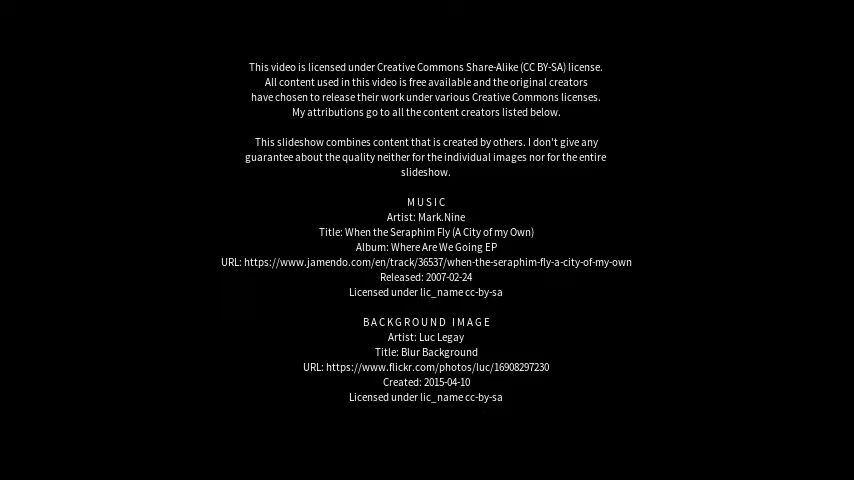 This video is licensed under Creative Commons Share-Alike (CC BY-SA) license.
All content used in this video is free available and the original creators
have chosen to release their work under various Creative Commons licenses.
My attributions go to all the content creators listed below.
This slideshow combines content that is created by others. I don't give any
guarantee about the quality neither for the individual images nor for the entire
slideshow.
MUSIC
Artist: Mark.Nine
Title: When the Seraphim Fly (A City of my Own)
Album: Where Are We Going EP
URL: https://www.jamendo.com/en/track/36537/when-the-seraphim-fly-a-city-of-my-own
Released: 2007-02-24
Licensed under lic_name cc-by-sa
BACKGROUND IMAGE
Artist: Luc Legay
Title: Blur Background
URL: https://www.flickr.com/photos/luc/16908297230
Created: 2015-04-10
Licensed under lic_name cc-by-sa